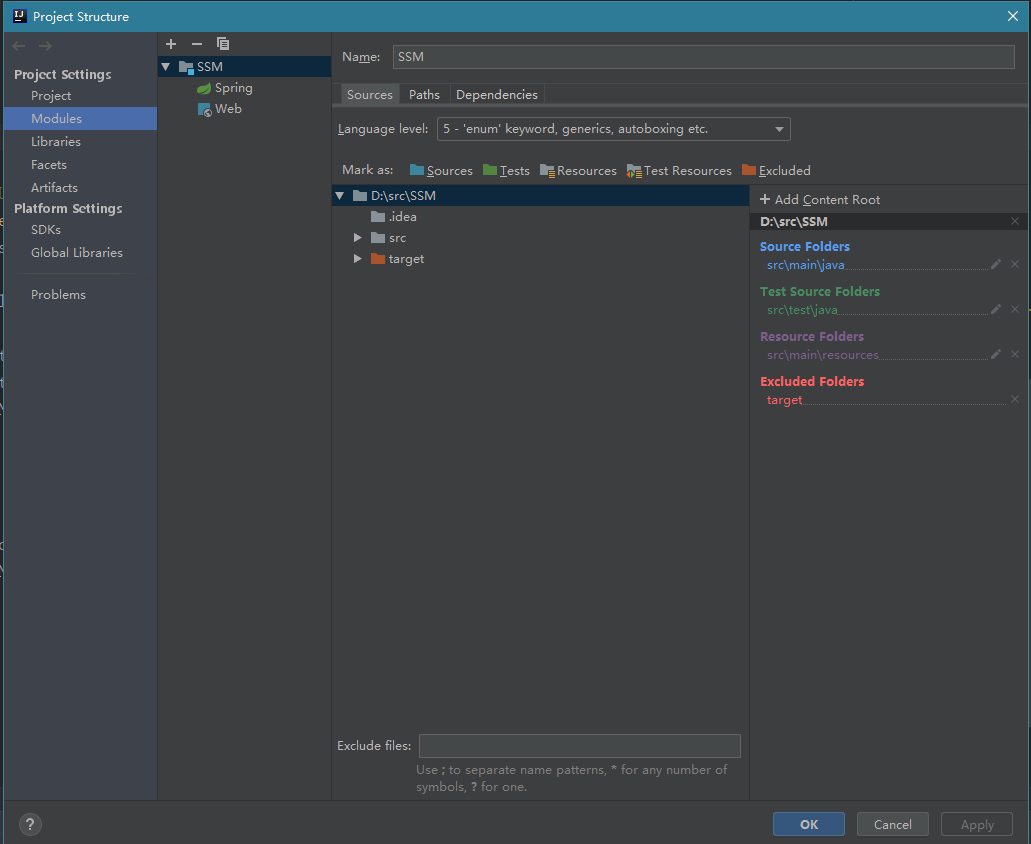 Project Structure
Project Settings
Project
Modules
Libraries
Facets
Artifacts
Platform Settings
SDKs
Global Libraries
Problems
SSM
Spring
Web
Name: SSM
Sources Paths Dependencies
Language level: 5 - 'enum' keyword, generics, autoboxing etc.
Mark as: Sources Tests Resources Test Resources Excluded
D:\src\SSM
.idea
src
target
Exclude files:
Use ; to separate name patterns, * for any number of
symbols, ? for one.
+ Add Content Root
D:\src\SSM
Source Folders
src\main\java
Test Source Folders
src\test\java
Resource Folders
src\main\resources
Excluded Folders
target
?
OK Cancel Apply